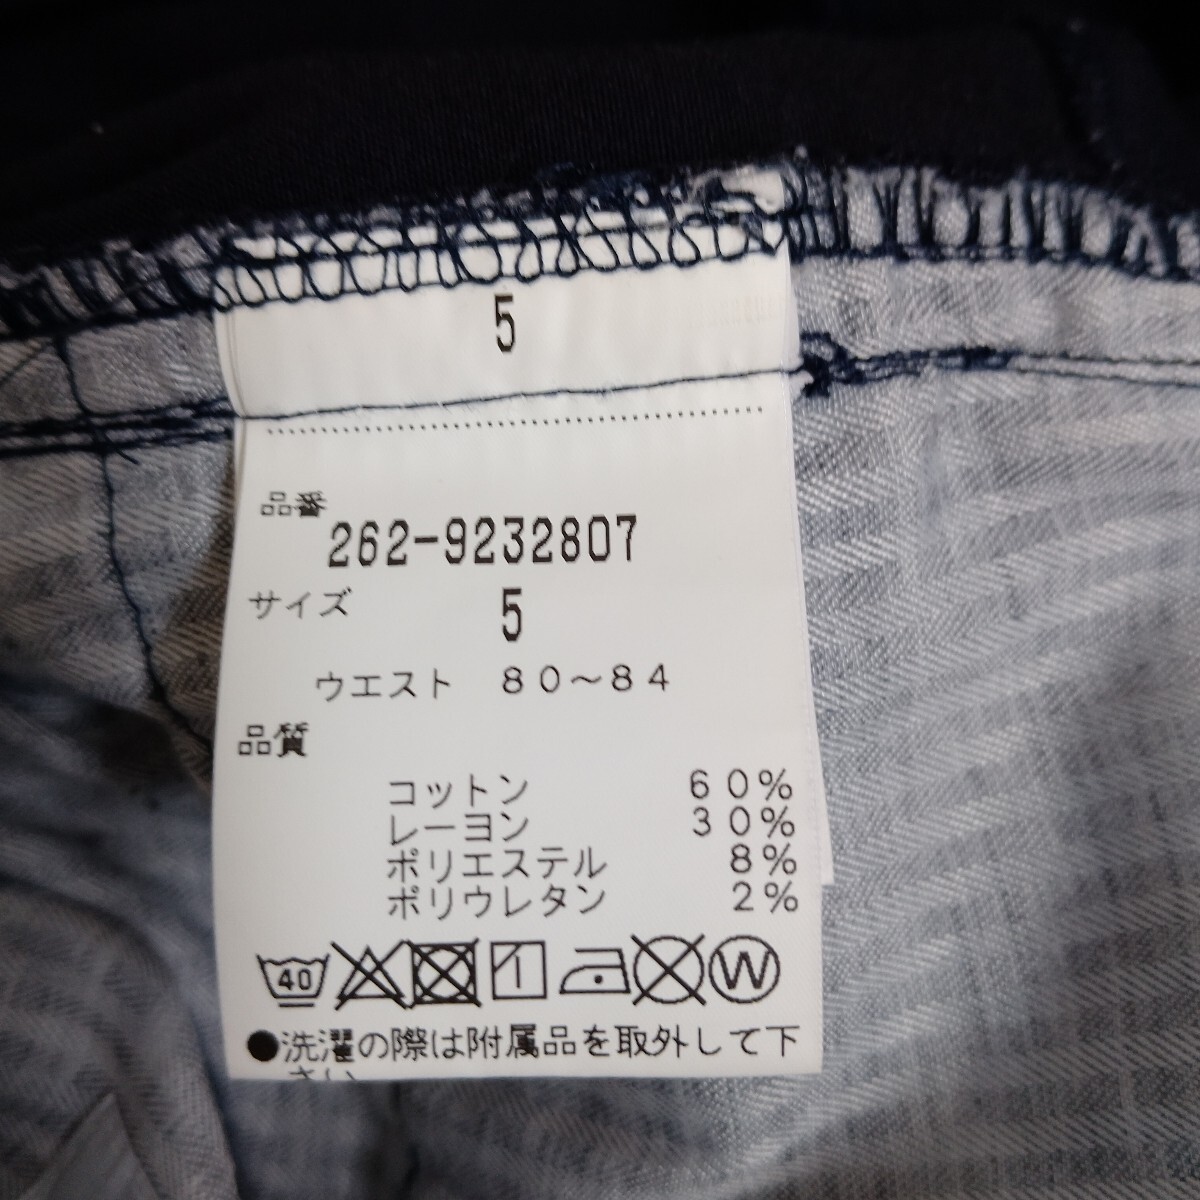 5
品番
262-9232807
サイズ 5
ウエスト 80~84
品質
コットン 60%
レーヨン 30%
ポリエステル 8%
ポリウレタン 2%
40 W
●洗濯の際は附属品を取外して下
さい